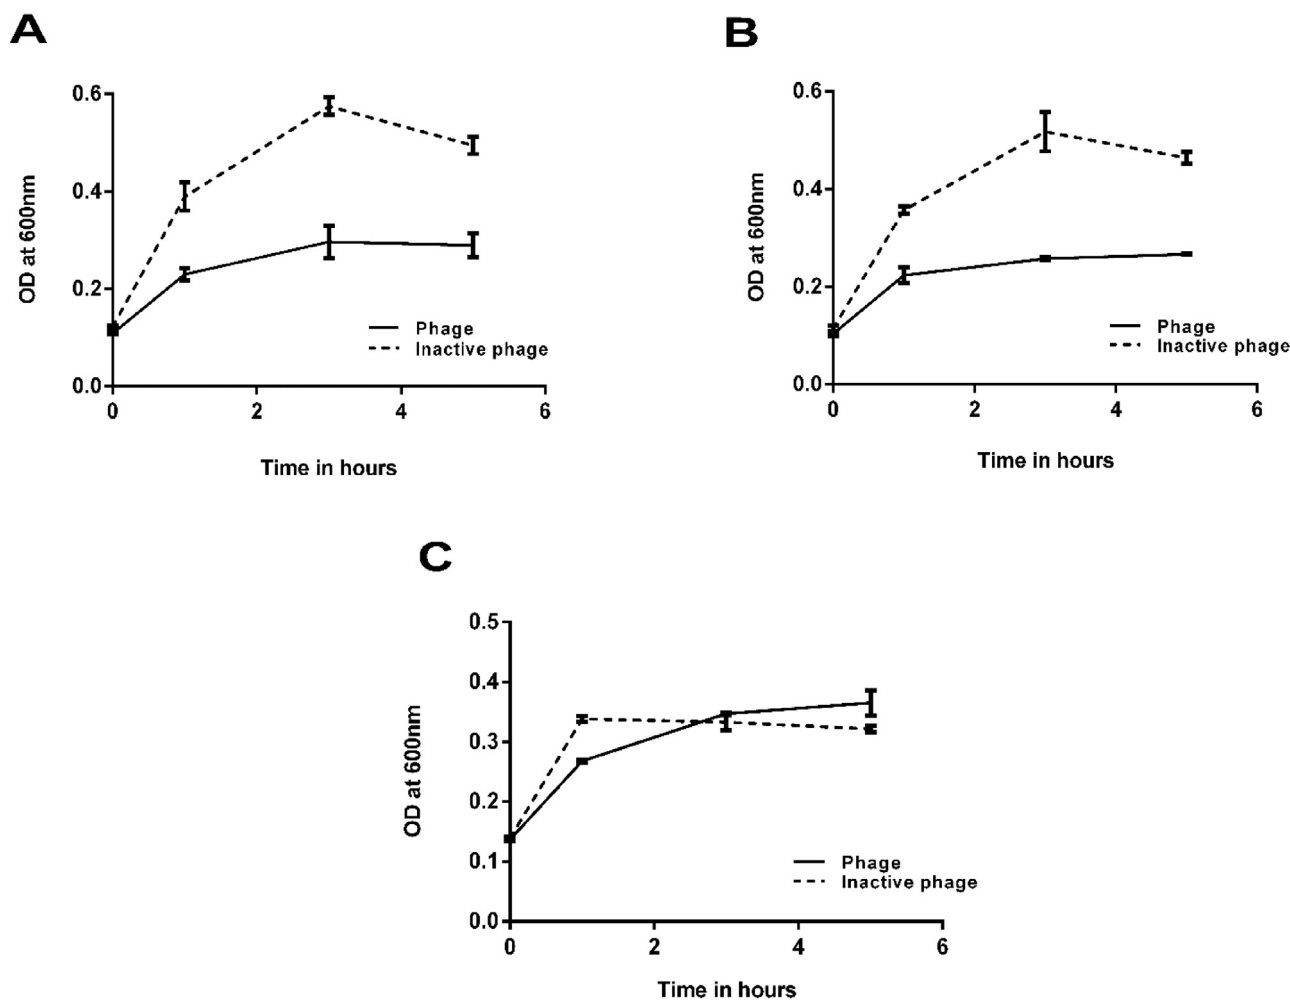 A
0.6
0.4
0.2
0.0
OD at 600nm
Phage
Inactive phage
0 2 4 6
Time in hours
B
0.6
0.4
0.2
0.0
OD at 600nm
Phage
Inactive phage
0 2 4 6
Time in hours
C
0.5
0.4
0.3
0.2
0.1
0.0
OD at 600nm
Phage
Inactive phage
0 2 4 6
Time in hours